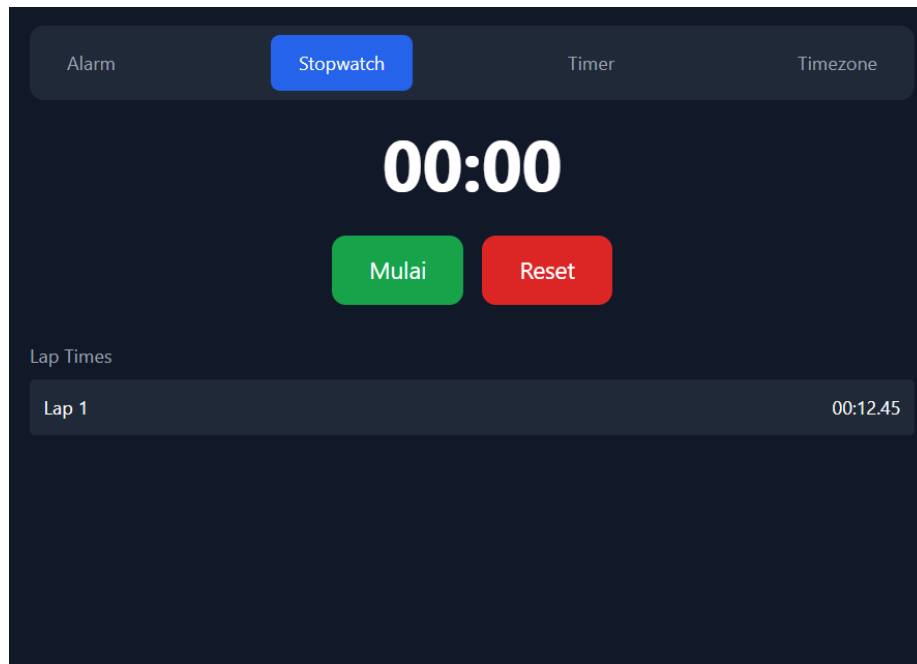 Alarm Stopwatch Timer Timezone
00:00
Mulai Reset
Lap Times
Lap 1 00:12.45